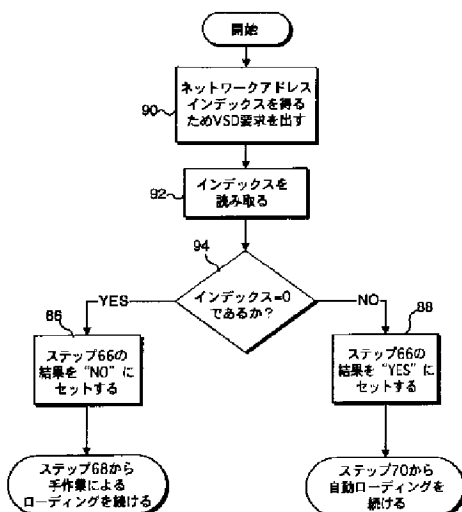 開始
90
ネットワークアドレス
インデックスを得る
ためVSD要求を出す
92
インデックスを
読み取る
94
インデックス=0
であるか?
YES
NO
86
ステップ66の
結果を“NO”に
セットする
88
ステップ66の
結果を“YES”に
セットする
ステップ68から
手作業による
ローディングを続ける
ステップ70から
自動ローディングを
続ける